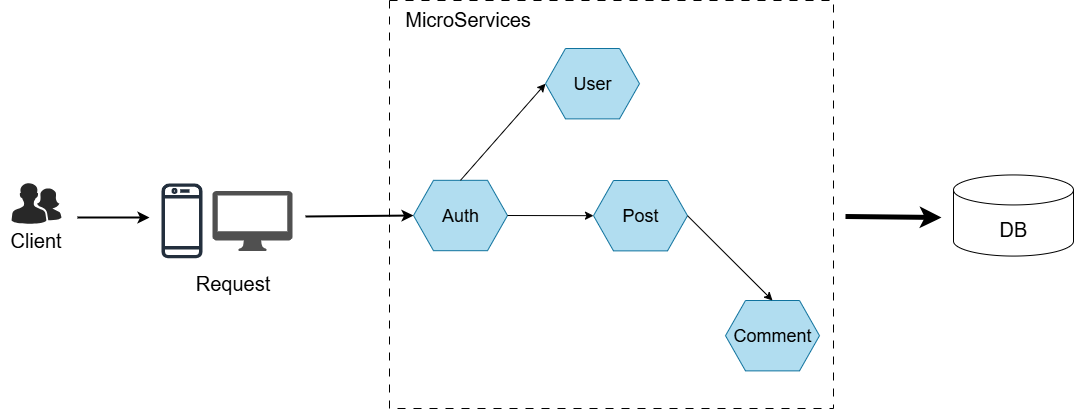 MicroServices
User
Client
Request
Auth
Post
Comment
DB